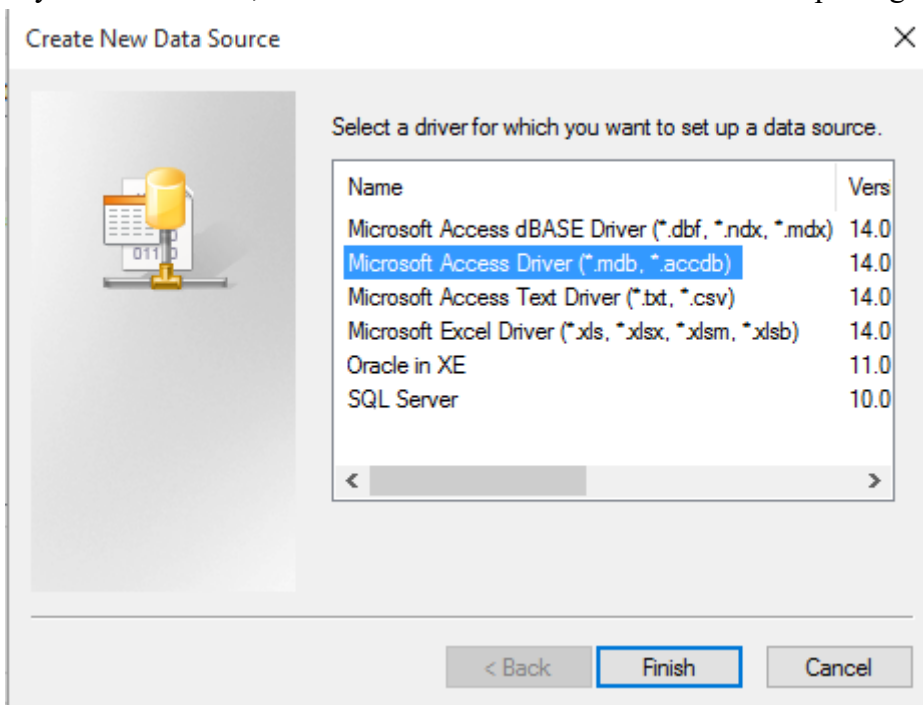 Create New Data Source
Select a driver for which you want to set up a data source.
Name Vers
Microsoft Access dBASE Driver (*.dbf, *.ndx, *.mdx) 14.0
Microsoft Access Driver (*.mdb, *.accdb) 14.0
Microsoft Access Text Driver (*.txt, *.csv) 14.0
Microsoft Excel Driver (*.xls, *.xlsx, *.xlsm, *.xlsb) 14.0
Oracle in XE 11.0
SQL Server 10.0
< Back Finish Cancel